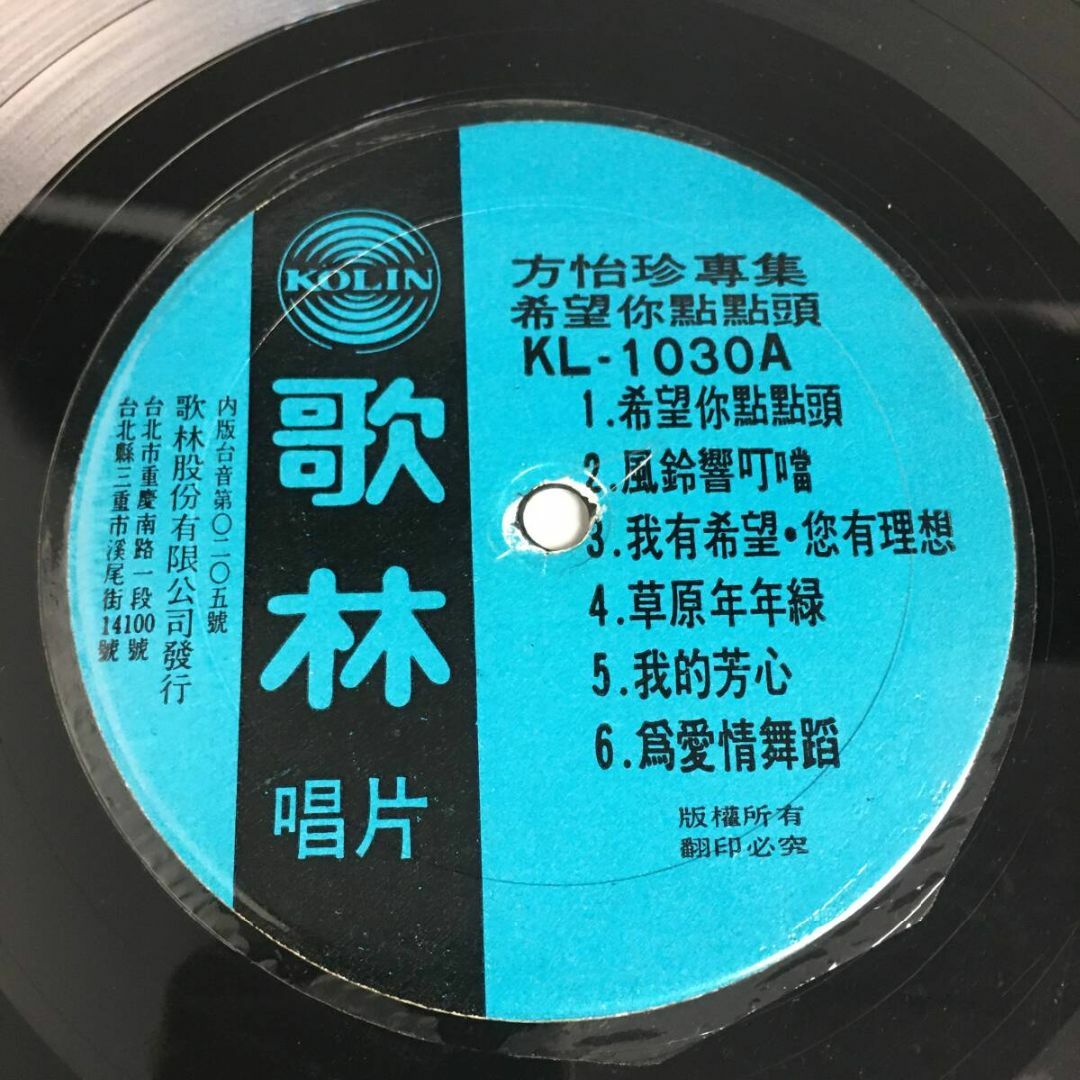 KOLIN
歌林
唱片
方怡珍專集
希望你點點頭
KL-1030A
1.希望你點點頭
2.風鈴響叮噹
3.我有希望•您有理想
4.草原年年緑
5.我的芳心
6.爲愛情舞蹈
版權所有
翻印必究
内版台音第〇二〇五號
歌林股份有限公司發行
台北市重慶南路一段100號
台北縣三重市溪尾街14號